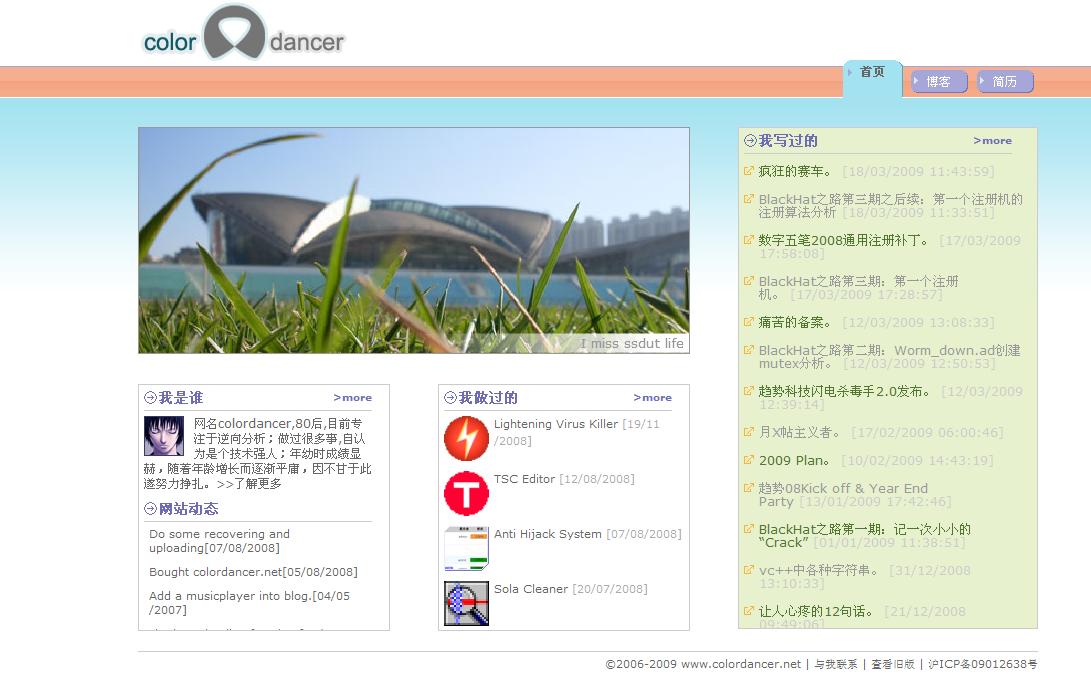 color dancer
首页
博客
简历
I miss ssdut life
我是谁 >more
网名colordancer,80后,目前专
注于逆向分析；做过很多事,自认
为是个技术强人；年幼时成绩显
赫，随着年龄增长而逐渐平庸，因不甘于此
遂努力挣扎。>>了解更多
网站动态
Do some recovering and
uploading[07/08/2008]
Bought colordancer.net[05/08/2008]
Add a musicplayer into blog.[04/05
/2007]
我做过的 >more
Lightening Virus Killer [19/11
/2008]
T
TSC Editor [12/08/2008]
Anti Hijack System [07/08/2008]
Sola Cleaner [20/07/2008]
我写过的 >more
疯狂的赛车。 [18/03/2009 11:43:59]
BlackHat之路第三期之后续：第一个注册机的
注册算法分析 [18/03/2009 11:33:51]
数字五笔2008通用注册补丁。 [17/03/2009
17:58:08]
BlackHat之路第三期：第一个注册
机。 [17/03/2009 17:28:57]
痛苦的备案。 [12/03/2009 13:08:33]
BlackHat之路第二期：Worm_down.ad创建
mutex分析。 [12/03/2009 12:50:53]
趋势科技闪电杀毒手2.0发布。 [12/03/2009
12:39:14]
月X帖主义者。 [17/02/2009 06:00:46]
2009 Plan。 [10/02/2009 14:43:19]
趋势08Kick off & Year End
Party [13/01/2009 17:42:46]
BlackHat之路第一期：记一次小小的
“Crack” [01/01/2009 11:38:51]
vc++中各种字符串。 [31/12/2008
13:10:33]
让人心疼的12句话。 [21/12/2008
09:49:06]
©2006-2009 www.colordancer.net | 与我联系 | 查看旧版 | 沪ICP备09012638号